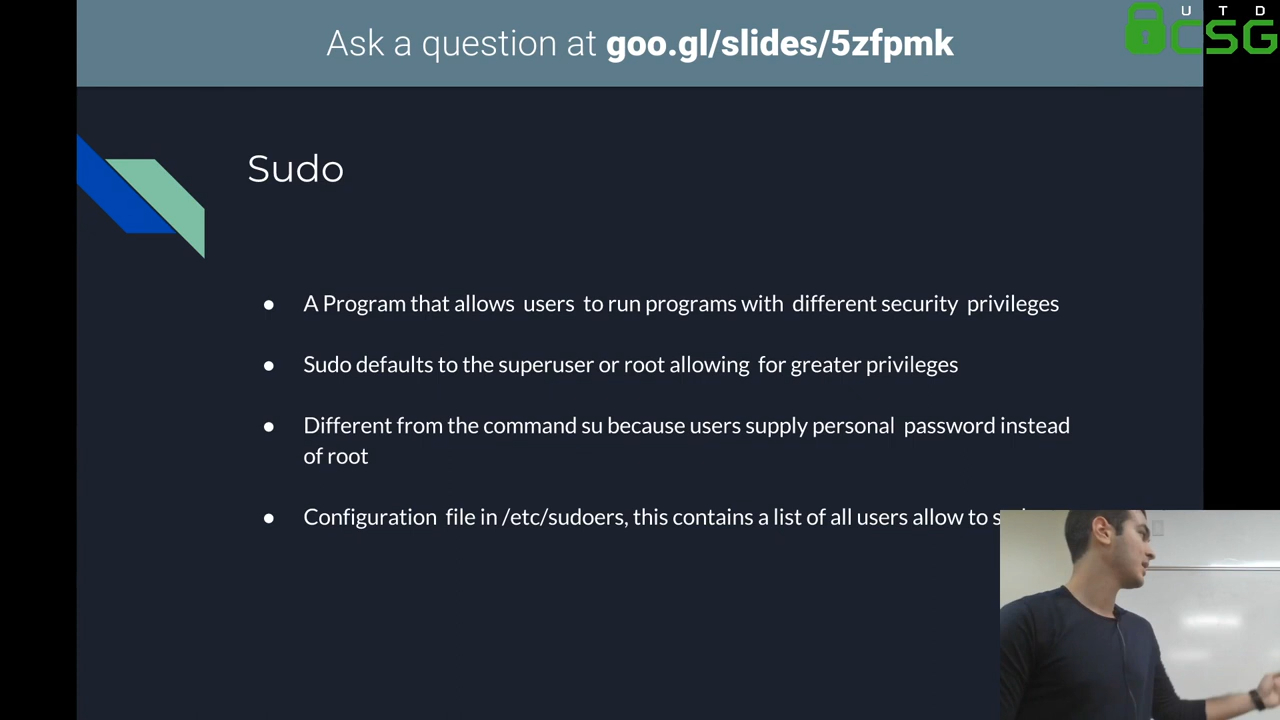 U T D
CSG
Ask a question at goo.gl/slides/5zfpmk
Sudo
● A Program that allows users to run programs with different security privileges
● Sudo defaults to the superuser or root allowing for greater privileges
● Different from the command su because users supply personal password instead
of root
● Configuration file in /etc/sudoers, this contains a list of all users allow to